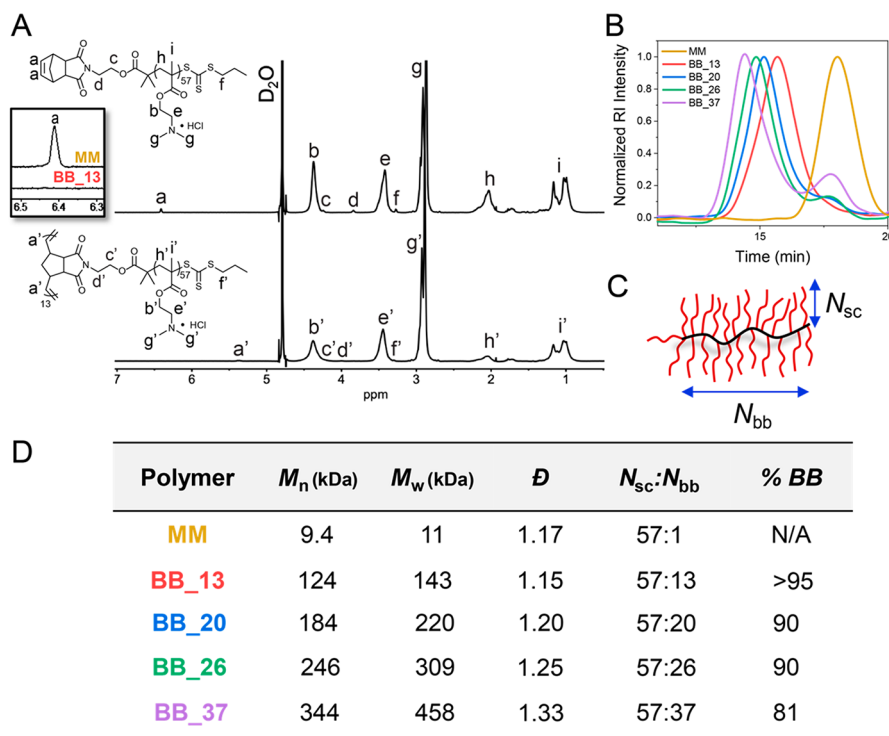 A
a
a
N
O
O
d
c
O
O
h
i
57
S
S
S
f
O
O
b
e
N
• HCl
g
g
D₂O
g
a
MM
BB_13
6.5
6.4
6.3
a
b
c
d
e
f
h
i
a'
a'
13
N
O
O
d'
c'
O
O
h'
i'
57
S
S
S
f'
O
O
b'
e'
N
• HCl
g'
g'
g'
a'
b'
c'
d'
e'
f'
h'
i'
7
6
5
4
3
2
1
ppm
B
Normalized RI Intensity
1.0
0.8
0.6
0.4
0.2
0.0
MM
BB_13
BB_20
BB_26
BB_37
15
20
Time (min)
C
Nsc
Nbb
D
Polymer Mn (kDa) Mw (kDa) Đ Nsc:Nbb % BB
MM 9.4 11 1.17 57:1 N/A
BB_13 124 143 1.15 57:13 >95
BB_20 184 220 1.20 57:20 90
BB_26 246 309 1.25 57:26 90
BB_37 344 458 1.33 57:37 81